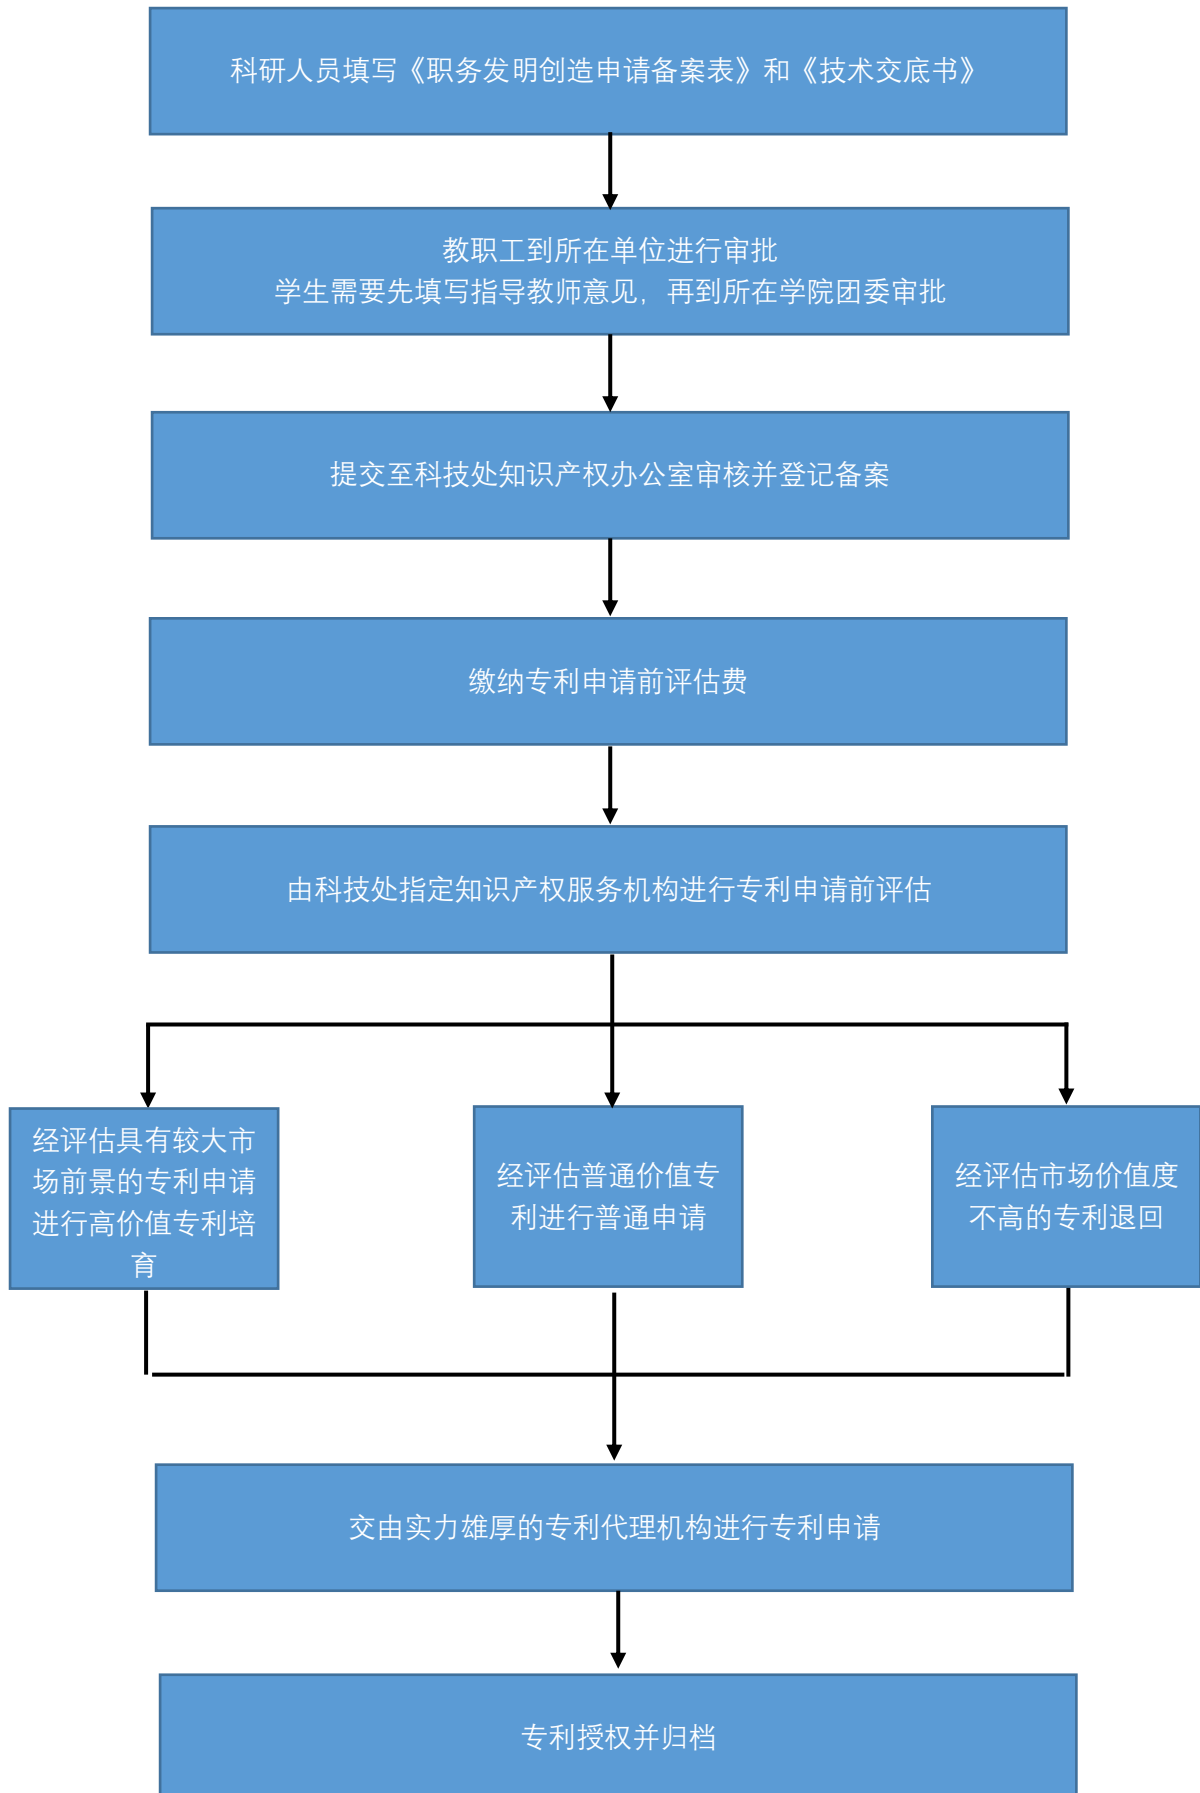 科研人员填写《职务发明创造申请备案表》和《技术交底书》
教职工到所在单位进行审批
学生需要先填写指导教师意见，再到所在学院团委审批
提交至科技处知识产权办公室审核并登记备案
缴纳专利申请前评估费
由科技处指定知识产权服务机构进行专利申请前评估
经评估具有较大市
场前景的专利申请
进行高价值专利培
育
经评估普通价值专
利进行普通申请
经评估市场价值度
不高的专利退回
交由实力雄厚的专利代理机构进行专利申请
专利授权并归档